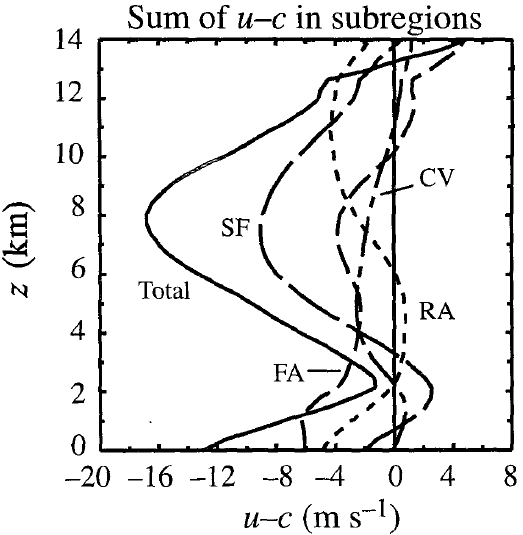 Sum of u–c in subregions
14
12
10
8
6
4
2
0
z (km)
CV
SF
Total
RA
FA
–20 –16 –12 –8 –4 0 4 8
u–c (m s⁻¹)